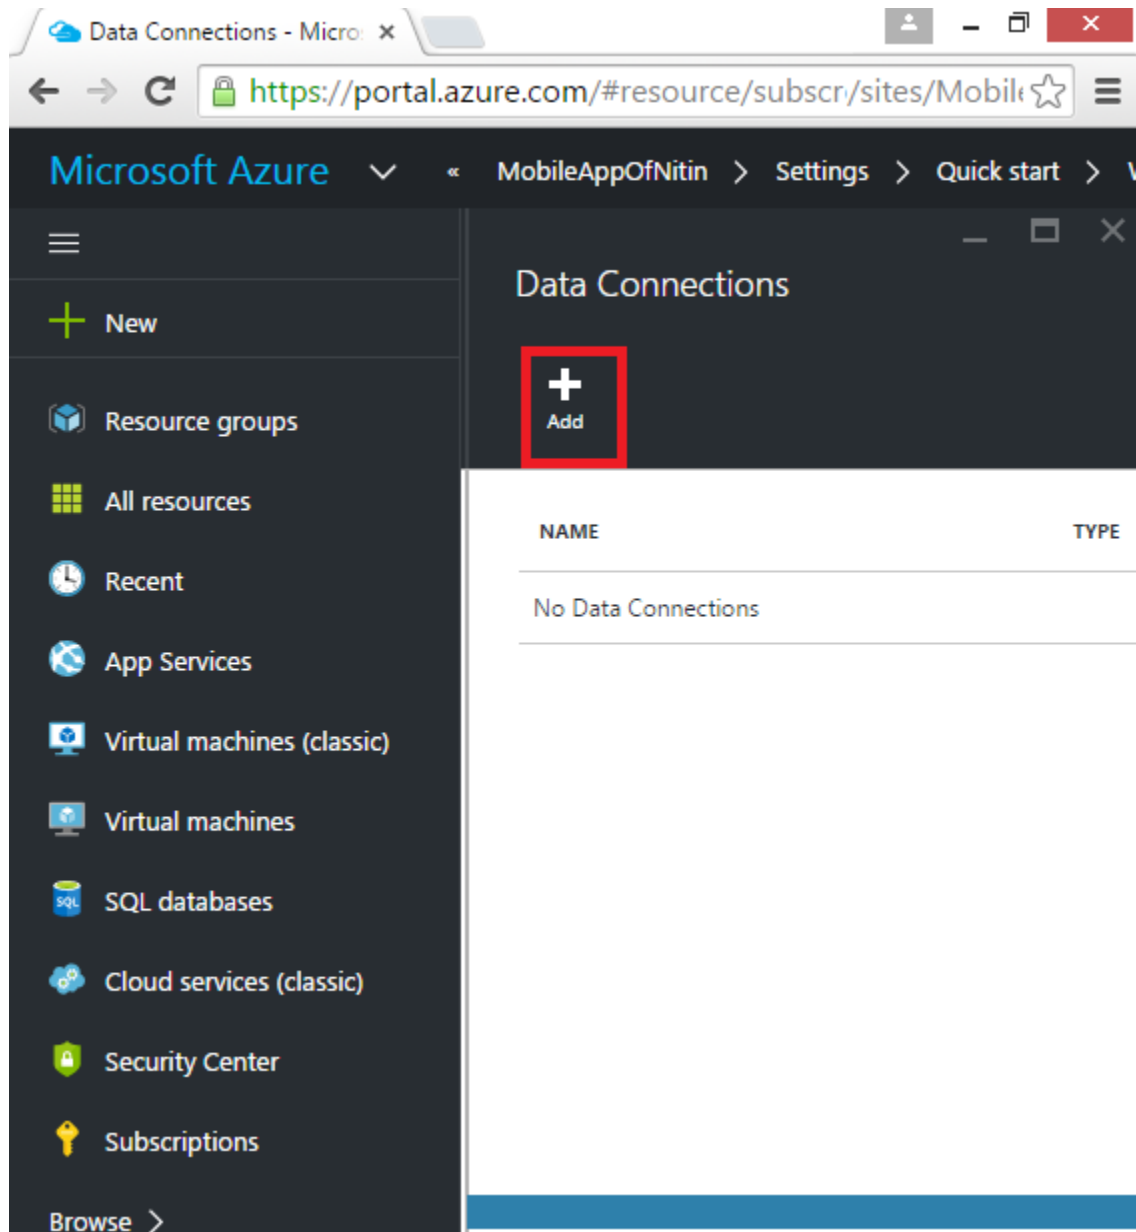 Data Connections - Micro
https://portal.azure.com/#resource/subscr/sites/Mobile
Microsoft Azure
« MobileAppOfNitin > Settings > Quick start >
Data Connections
New
Add
Resource groups
All resources
NAME TYPE
Recent
No Data Connections
App Services
Virtual machines (classic)
Virtual machines
SQL
SQL databases
Cloud services (classic)
Security Center
Subscriptions
Browse >